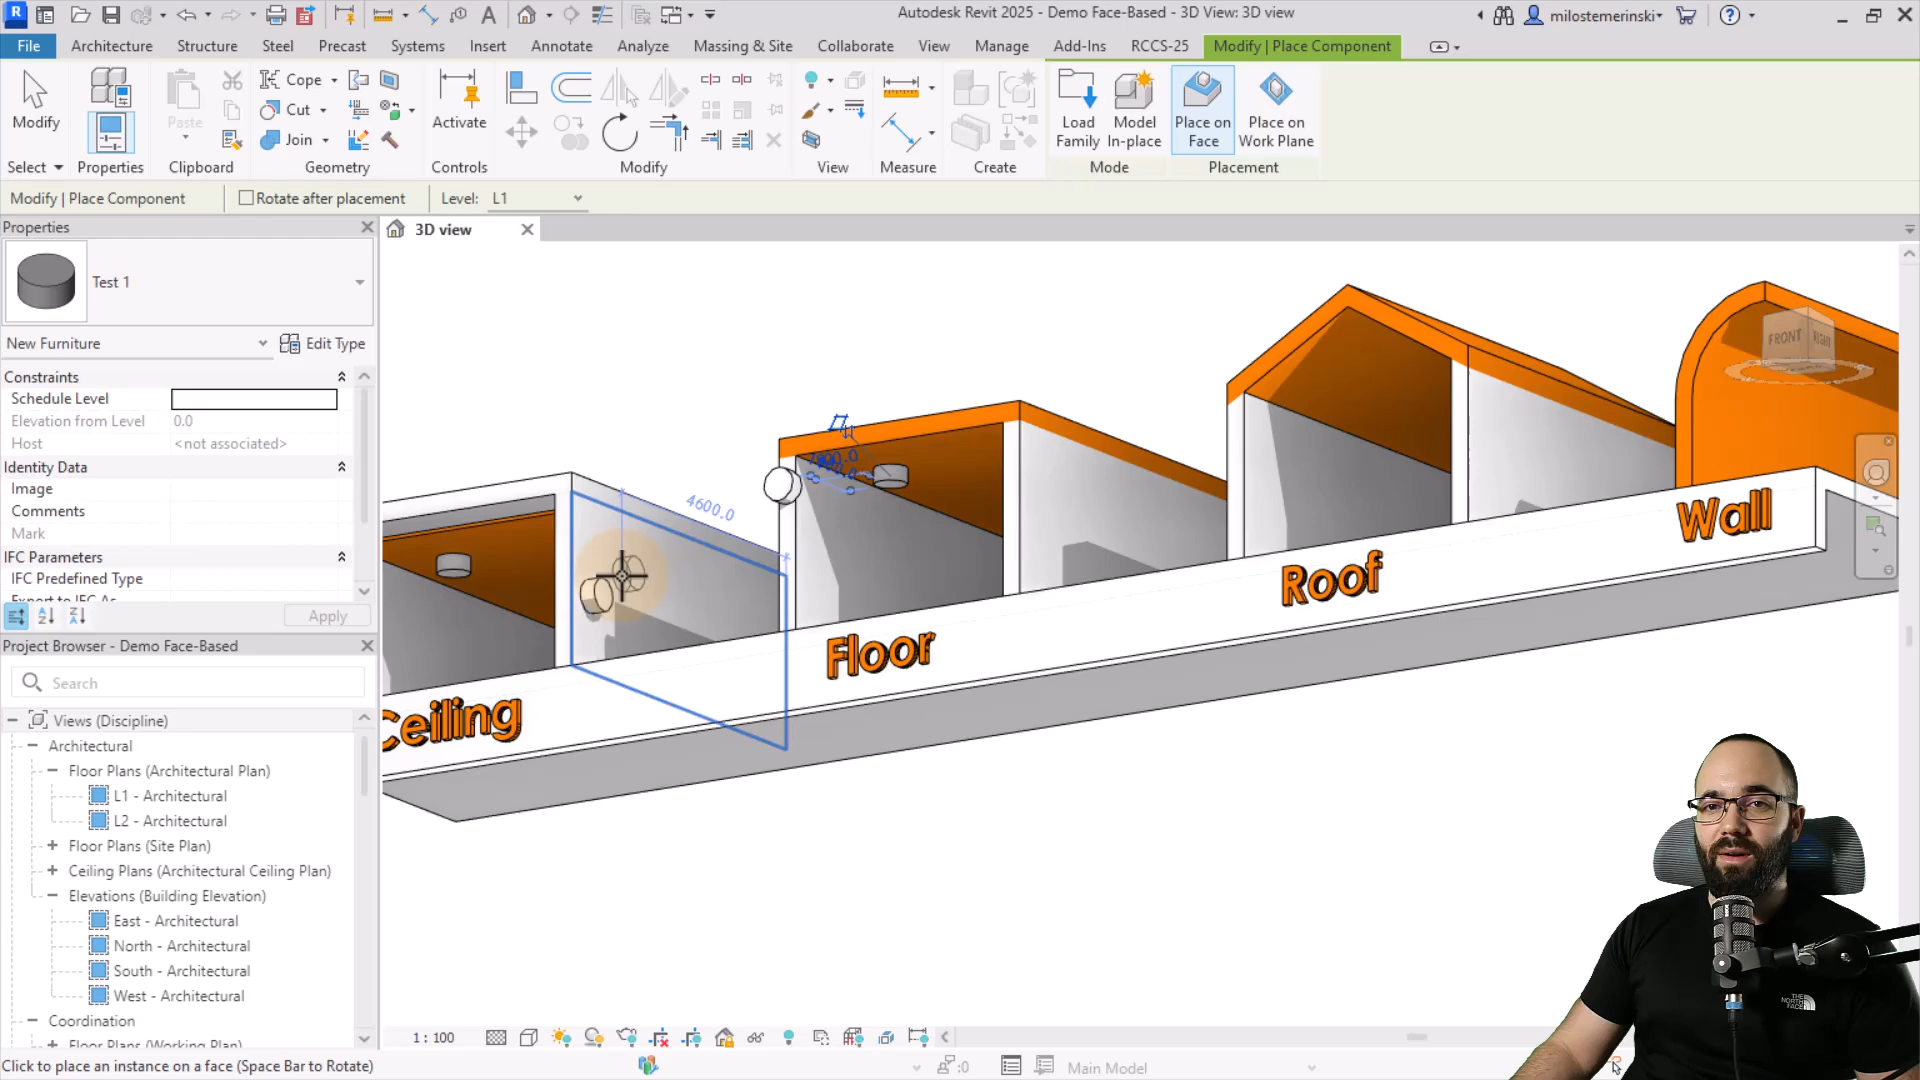 Autodesk Revit 2025 - Demo Face-Based - 3D View: 3D view
milostemerinski
File
Architecture
Structure
Steel
Precast
Systems
Insert
Annotate
Analyze
Massing & Site
Collaborate
View
Manage
Add-Ins
RCCS-25
Modify | Place Component
Modify
Paste
Cope
Cut
Join
Activate
Load Family
Model In-place
Place on Face
Place on Work Plane
Select
Properties
Clipboard
Geometry
Controls
Modify
View
Measure
Create
Mode
Placement
Modify | Place Component
Rotate after placement
Level: L1
Properties
3D view
Test 1
New Furniture
Edit Type
Constraints
Schedule Level
Elevation from Level 0.0
Host <not associated>
Identity Data
Image
Comments
Mark
IFC Parameters
IFC Predefined Type
Apply
Project Browser - Demo Face-Based
Search
Views (Discipline)
Architectural
Floor Plans (Architectural Plan)
L1 - Architectural
L2 - Architectural
Floor Plans (Site Plan)
Ceiling Plans (Architectural Ceiling Plan)
Elevations (Building Elevation)
East - Architectural
North - Architectural
South - Architectural
West - Architectural
Coordination
Floor Plans (Working Plan)
FRONT
RIGHT
4600.0
Ceiling
Floor
Roof
Wall
THE NORTH FACE
1 : 100
Click to place an instance on a face (Space Bar to Rotate)
:0
Main Model